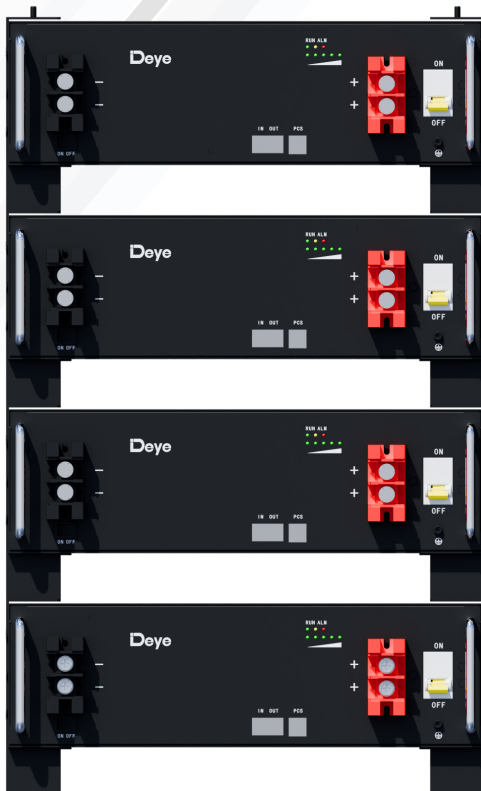 Deye
RUN ALM
ON
- +
- +
OFF
IN OUT PCS
ON OFF
Deye
RUN ALM
ON
- +
- +
OFF
IN OUT PCS
ON OFF
Deye
RUN ALM
ON
- +
- +
OFF
IN OUT PCS
ON OFF
Deye
RUN ALM
ON
- +
- +
OFF
IN OUT PCS
ON OFF